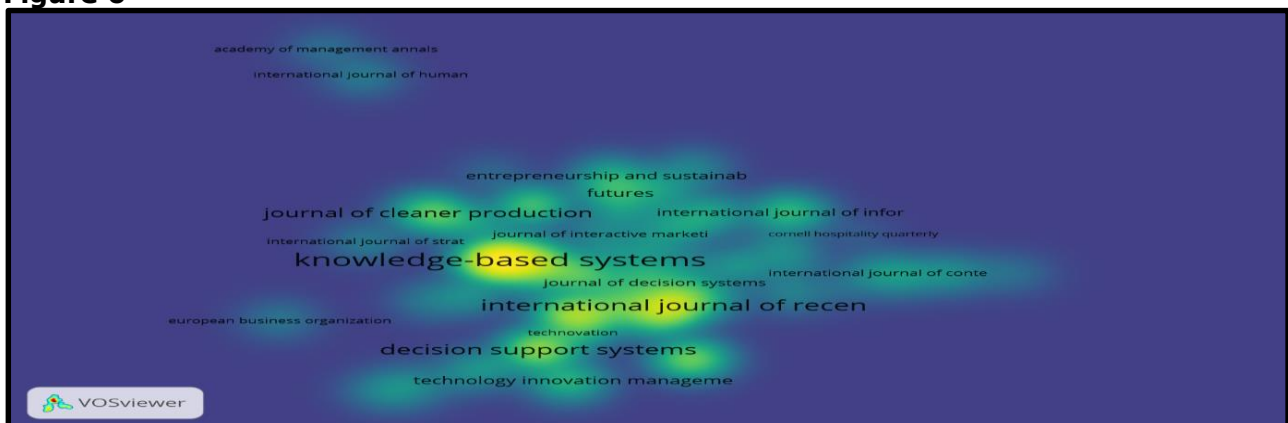 academy of management annals
international journal of human
entrepreneurship and sustainab
futures
journal of cleaner production
international journal of infor
journal of interactive marketi
cornell hospitality quarterly
international journal of strat
knowledge-based systems
international journal of conte
journal of decision systems
international journal of recen
european business organization
technovation
decision support systems
technology innovation manageme
VOSviewer